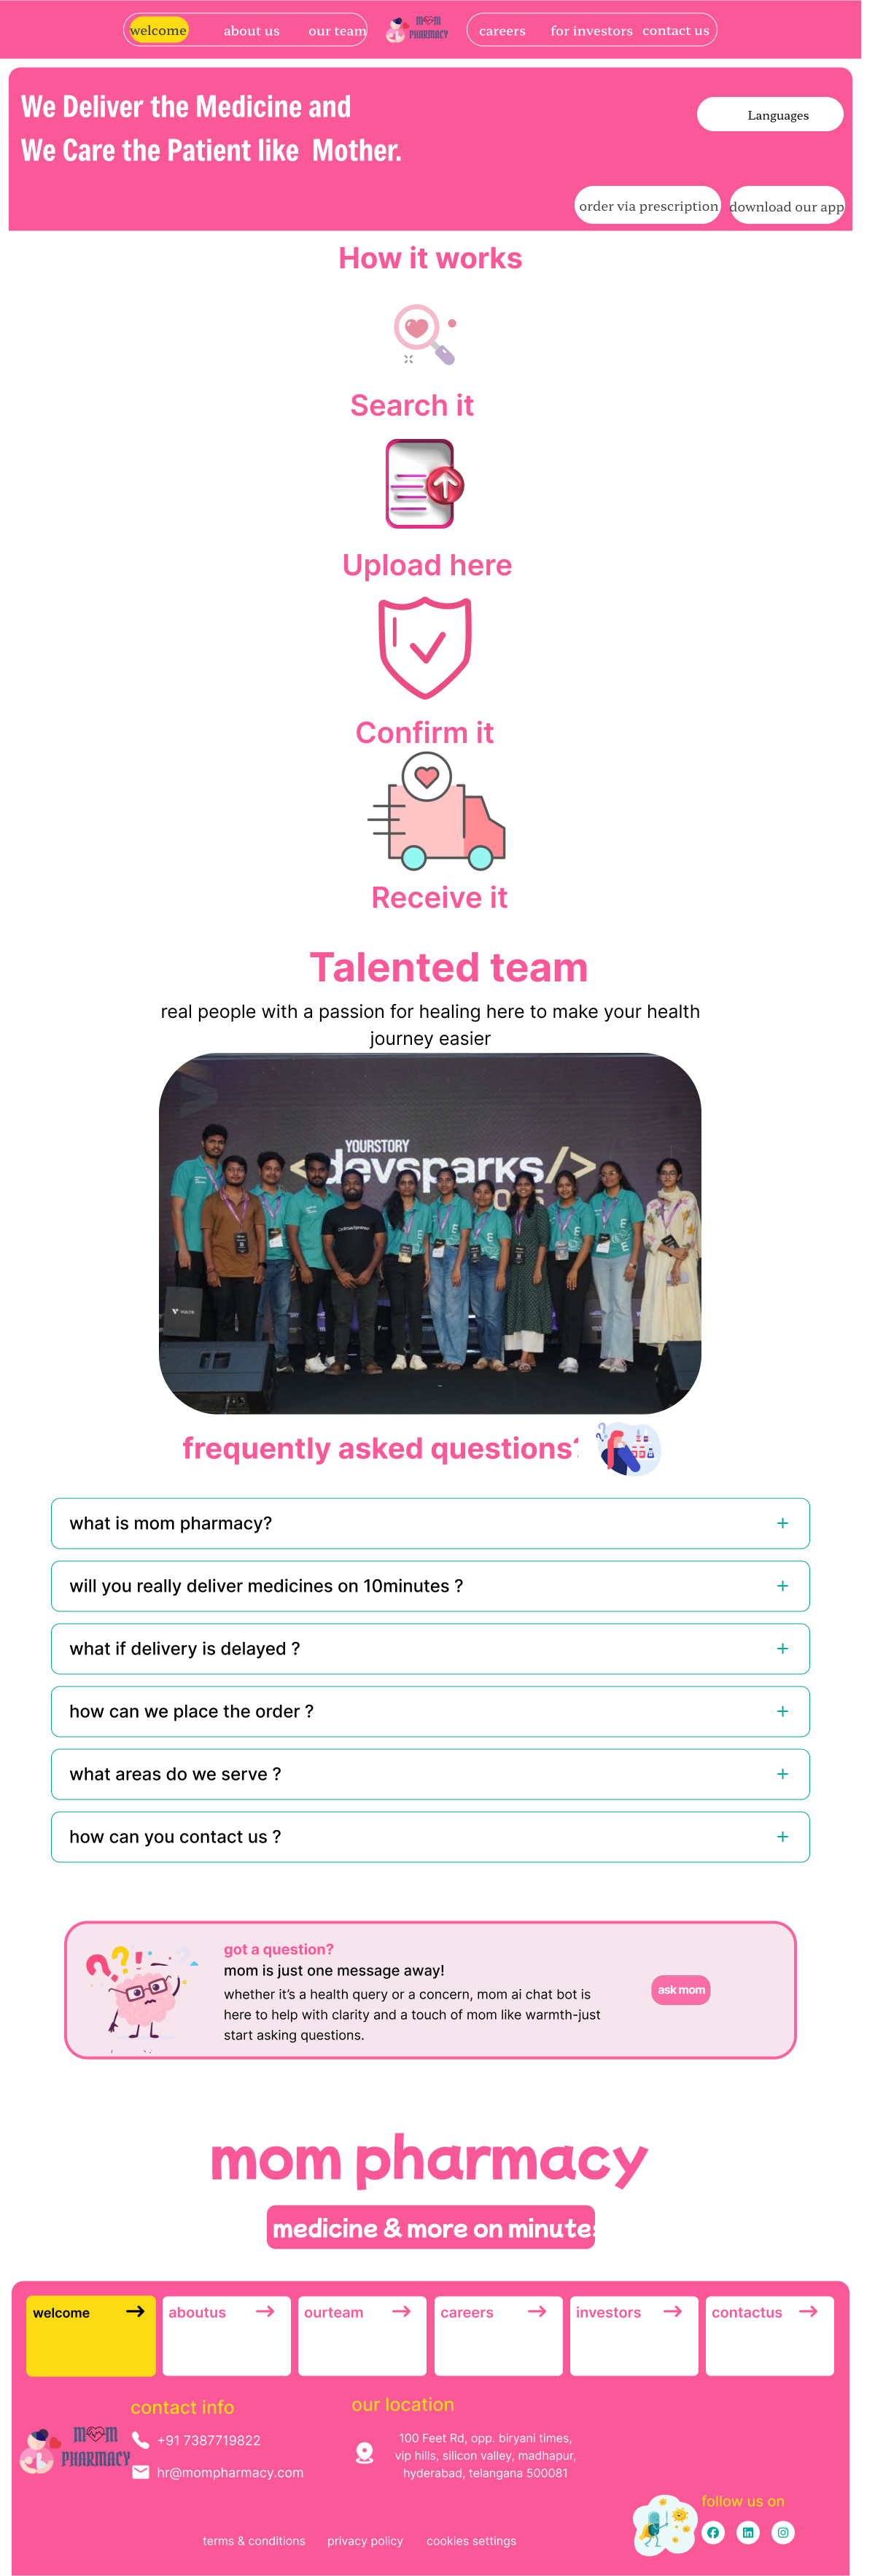 welcome
about us
our team
MOM
PHARMACY
careers
for investors
contact us
We Deliver the Medicine and
We Care the Patient like Mother.
Languages
order via prescription
download our app
How it works
Search it
Upload here
Confirm it
Receive it
Talented team
real people with a passion for healing here to make your health
journey easier
YOURSTORY
<devsparks/>
VULTR
frequently asked questions?
what is mom pharmacy? +
will you really deliver medicines on 10minutes ? +
what if delivery is delayed ? +
how can we place the order ? +
what areas do we serve ? +
how can you contact us ? +
got a question?
mom is just one message away!
whether it's a health query or a concern, mom ai chat bot is
here to help with clarity and a touch of mom like warmth-just
start asking questions.
ask mom
mom pharmacy
medicine & more on minutes
welcome
aboutus
ourteam
careers
investors
contactus
MOM
PHARMACY
contact info
+91 7387719822
hr@mompharmacy.com
our location
100 Feet Rd, opp. biryani times,
vip hills, silicon valley, madhapur,
hyderabad, telangana 500081
follow us on
terms & conditions
privacy policy
cookies settings